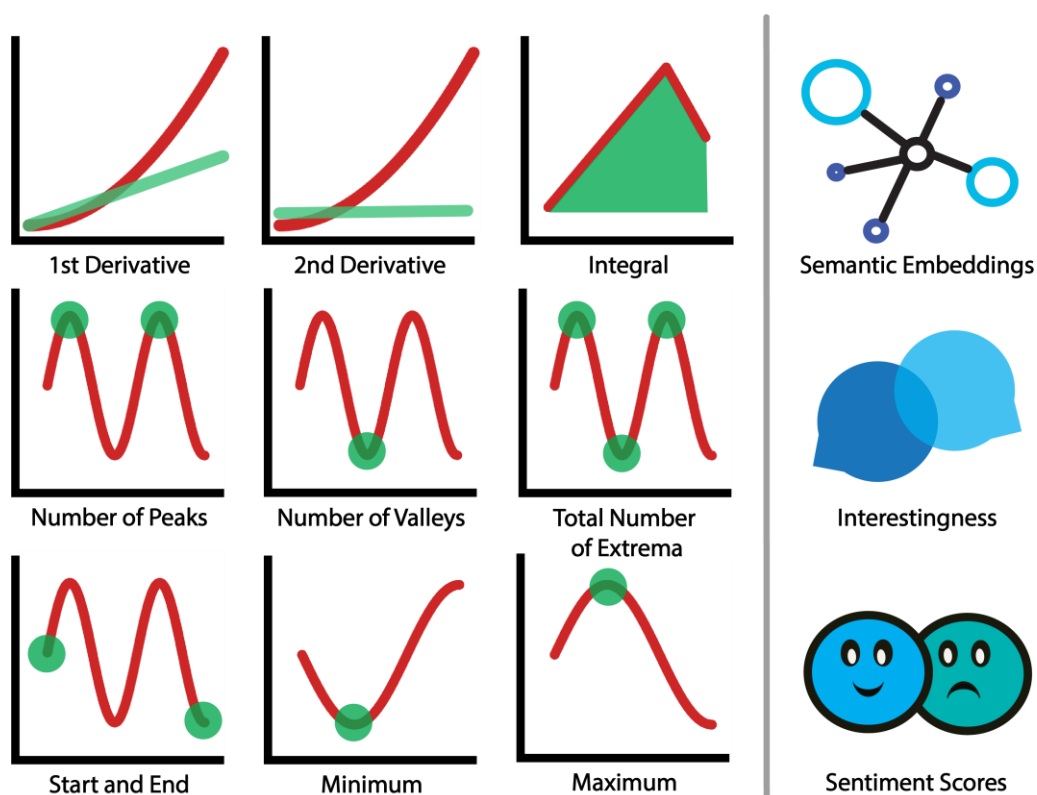 1st Derivative
2nd Derivative
Integral
Semantic Embeddings
Number of Peaks
Number of Valleys
Total Number
of Extrema
Interestingness
Start and End
Minimum
Maximum
Sentiment Scores